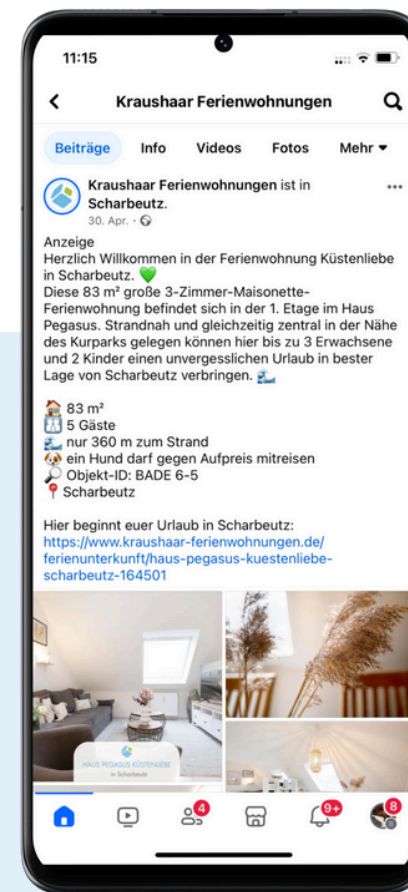 11:15
Kraushaar Ferienwohnungen
Beiträge Info Videos Fotos Mehr
Kraushaar Ferienwohnungen ist in
Scharbeutz.
30. Apr. ·
Anzeige
Herzlich Willkommen in der Ferienwohnung Küstenliebe
in Scharbeutz. 💚
Diese 83 m² große 3-Zimmer-Maisonette-
Ferienwohnung befindet sich in der 1. Etage im Haus
Pegasus. Strandnah und gleichzeitig zentral in der Nähe
des Kurparks gelegen können hier bis zu 3 Erwachsene
und 2 Kinder einen unvergesslichen Urlaub in bester
Lage von Scharbeutz verbringen. 🌊
🏠 83 m²
🚻 5 Gäste
🌊 nur 360 m zum Strand
🐶 ein Hund darf gegen Aufpreis mitreisen
🔎 Objekt-ID: BADE 6-5
📍 Scharbeutz
Hier beginnt euer Urlaub in Scharbeutz:
https://www.kraushaar-ferienwohnungen.de/
ferienunterkunft/haus-pegasus-kuestenliebe-
scharbeutz-164501
HAUS PEGASUS KÜSTENLIEBE
in Scharbeutz
4
9+
8